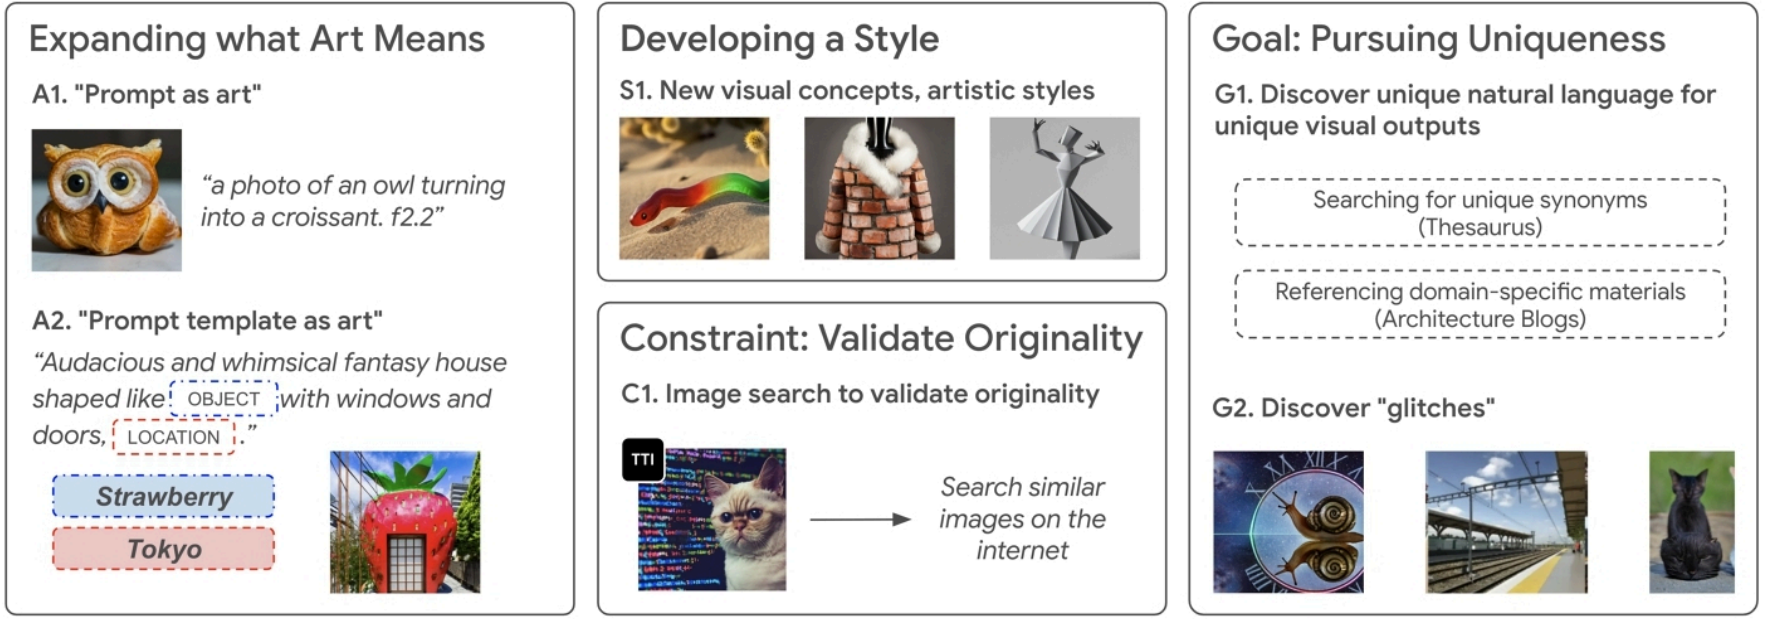 Expanding what Art Means
A1. "Prompt as art"
“a photo of an owl turning
into a croissant. f2.2”
A2. "Prompt template as art"
“Audacious and whimsical fantasy house
shaped like OBJECT with windows and
doors, LOCATION .”
Strawberry
Tokyo
Developing a Style
S1. New visual concepts, artistic styles
Constraint: Validate Originality
C1. Image search to validate originality
TTI
Search similar
images on the
internet
Goal: Pursuing Uniqueness
G1. Discover unique natural language for
unique visual outputs
Searching for unique synonyms
(Thesaurus)
Referencing domain-specific materials
(Architecture Blogs)
G2. Discover "glitches"